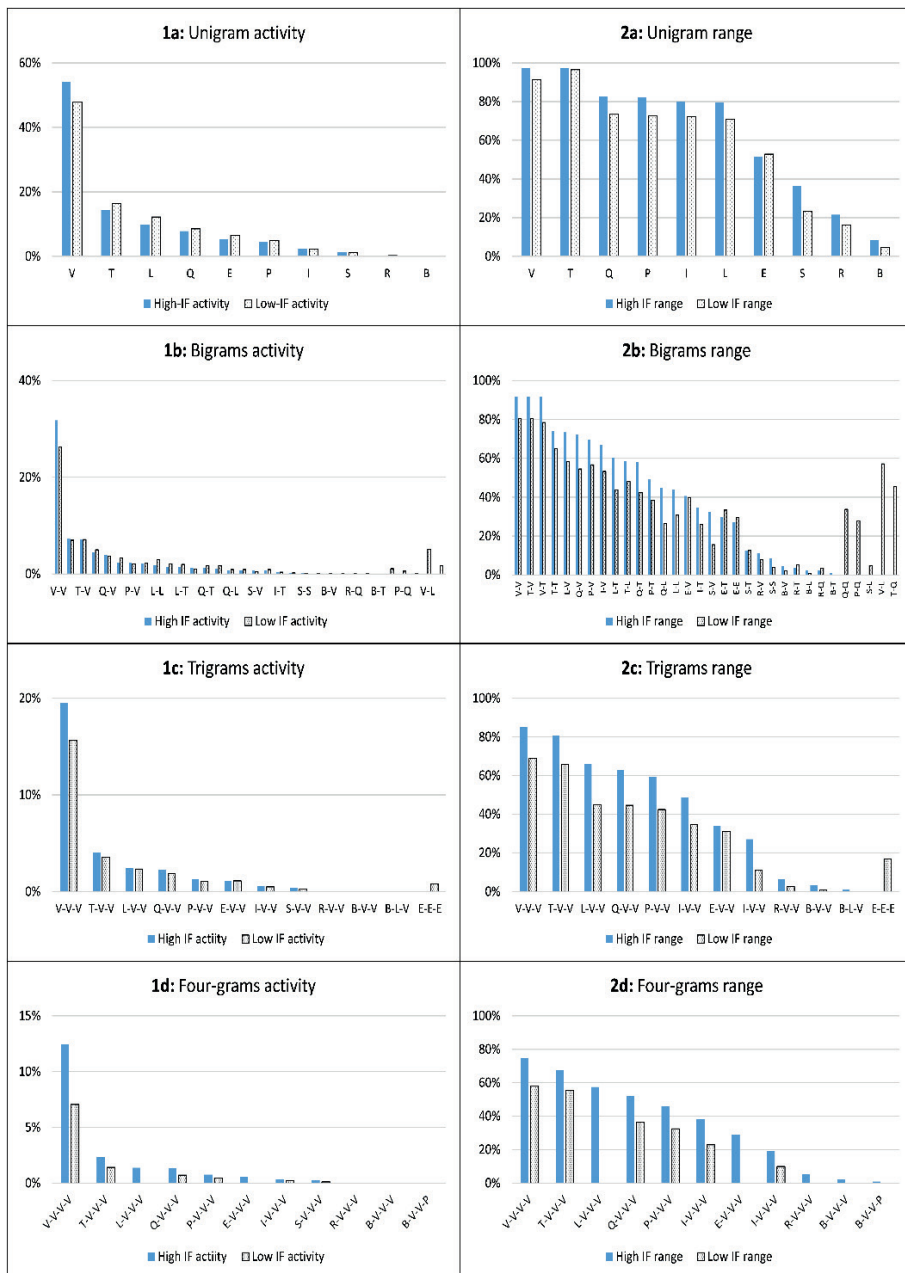 1a: Unigram activity
60%
40%
20%
0%
V T L Q E P I S R B
High-IF activity Low-IF activity
2a: Unigram range
100%
80%
60%
40%
20%
0%
V T Q P I L E S R B
High IF range Low IF range
1b: Bigrams activity
40%
20%
0%
V-V T-V Q-V P-V L-L L-T Q-T Q-L S-V I-T S-S B-V R-Q B-T P-Q V-L
High IF activity Low IF activity
2b: Bigrams range
100%
80%
60%
40%
20%
0%
V-V T-V V-T T-T L-V Q-V P-V I-V L-T T-L Q-T P-T Q-L L-L E-V I-T S-V E-T E-E S-T R-V S-S B-V R-T B-L R-Q B-T Q-Q P-Q S-L V-L T-Q
High IF range Low IF range
1c: Trigrams activity
20%
10%
0%
V-V-V T-V-V L-V-V Q-V-V P-V-V E-V-V I-V-V S-V-V R-V-V B-V-V B-L-V E-E-E
High IF actiity Low IF activity
2c: Trigrams range
100%
80%
60%
40%
20%
0%
V-V-V T-V-V L-V-V Q-V-V P-V-V I-V-V E-V-V I-V-V R-V-V B-V-V B-L-V E-E-E
High IF range Low IF range
1d: Four-grams activity
15%
10%
5%
0%
V-V-V-V T-V-V-V L-V-V-V Q-V-V-V P-V-V-V E-V-V-V I-V-V-V S-V-V-V R-V-V-V B-V-V-V B-V-V-P
High IF actiity Low IF activity
2d: Four-grams range
100%
80%
60%
40%
20%
0%
V-V-V-V T-V-V-V L-V-V-V Q-V-V-V P-V-V-V I-V-V-V E-V-V-V I-V-V-V R-V-V-V B-V-V-V B-V-V-P
High IF range Low IF range